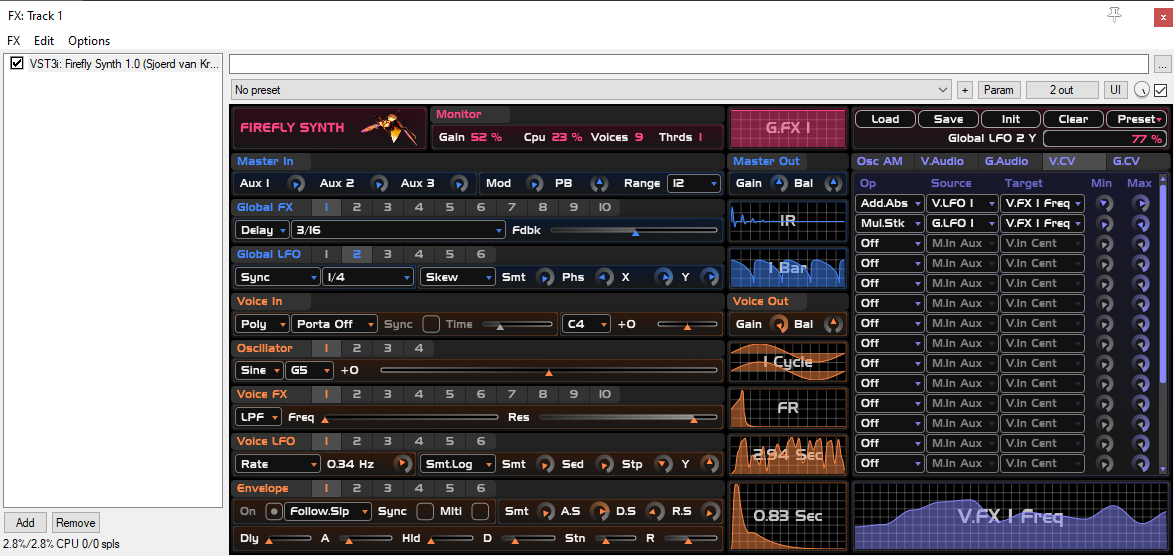 FX: Track 1
FX Edit Options
VST3i: Firefly Synth 1.0 (Sjoerd van Kr...
...
No preset + Param 2 out UI
FIREFLY SYNTH
Monitor
Gain 52 % Cpu 23 % Voices 9 Thrds 1
G.FX 1
Load Save Init Clear Preset
Global LFO 2 Y 77 %
Master In
Aux 1 Aux 2 Aux 3 Mod PB Range 12
Master Out
Gain Bal
Global FX 1 2 3 4 5 6 7 8 9 10
Delay 3/16 Fdbk
IR
Global LFO 1 2 3 4 5 6
Sync 1/4 Skew Smt Phs X Y
1 Bar
Voice In
Poly Porta Off Sync Time C4 +0
Voice Out
Gain Bal
Oscillator 1 2 3 4
Sine G5 +0
1 Cycle
Voice FX 1 2 3 4 5 6 7 8 9 10
LPF Freq Res
FR
Voice LFO 1 2 3 4 5 6
Rate 0.34 Hz Smt.Log Smt Sed Stp Y
2.94 Sec
Envelope 1 2 3 4 5 6
On Follow.Slp Sync Mlti Smt A.S D.S R.S
Dly A Hld D Stn R
0.83 Sec
Osc AM V.Audio G.Audio V.CV G.CV
Op Source Target Min Max
Add.Abs V.LFO 1 V.FX 1 Freq
Mul.Stk G.LFO 1 V.FX 1 Freq
Off M.In Aux V.In Cent
Off M.In Aux V.In Cent
Off M.In Aux V.In Cent
Off M.In Aux V.In Cent
Off M.In Aux V.In Cent
Off M.In Aux V.In Cent
Off M.In Aux V.In Cent
Off M.In Aux V.In Cent
Off M.In Aux V.In Cent
Off M.In Aux V.In Cent
Off M.In Aux V.In Cent
Off M.In Aux V.In Cent
V.FX 1 Freq
Add Remove
2.8%/2.8% CPU 0/0 spls